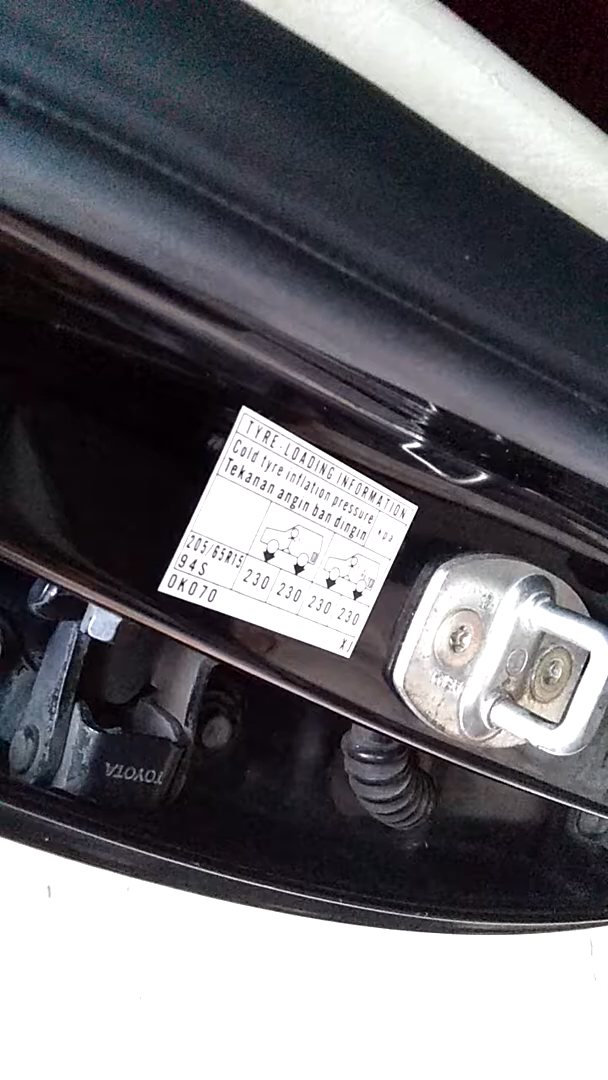 TYRE-LOADING INFORMATION
Cold tyre inflation pressure kpa
Tekanan angin ban dingin
205/65R15
94S
230 230 230 230
0K070
XI
TOYOTA